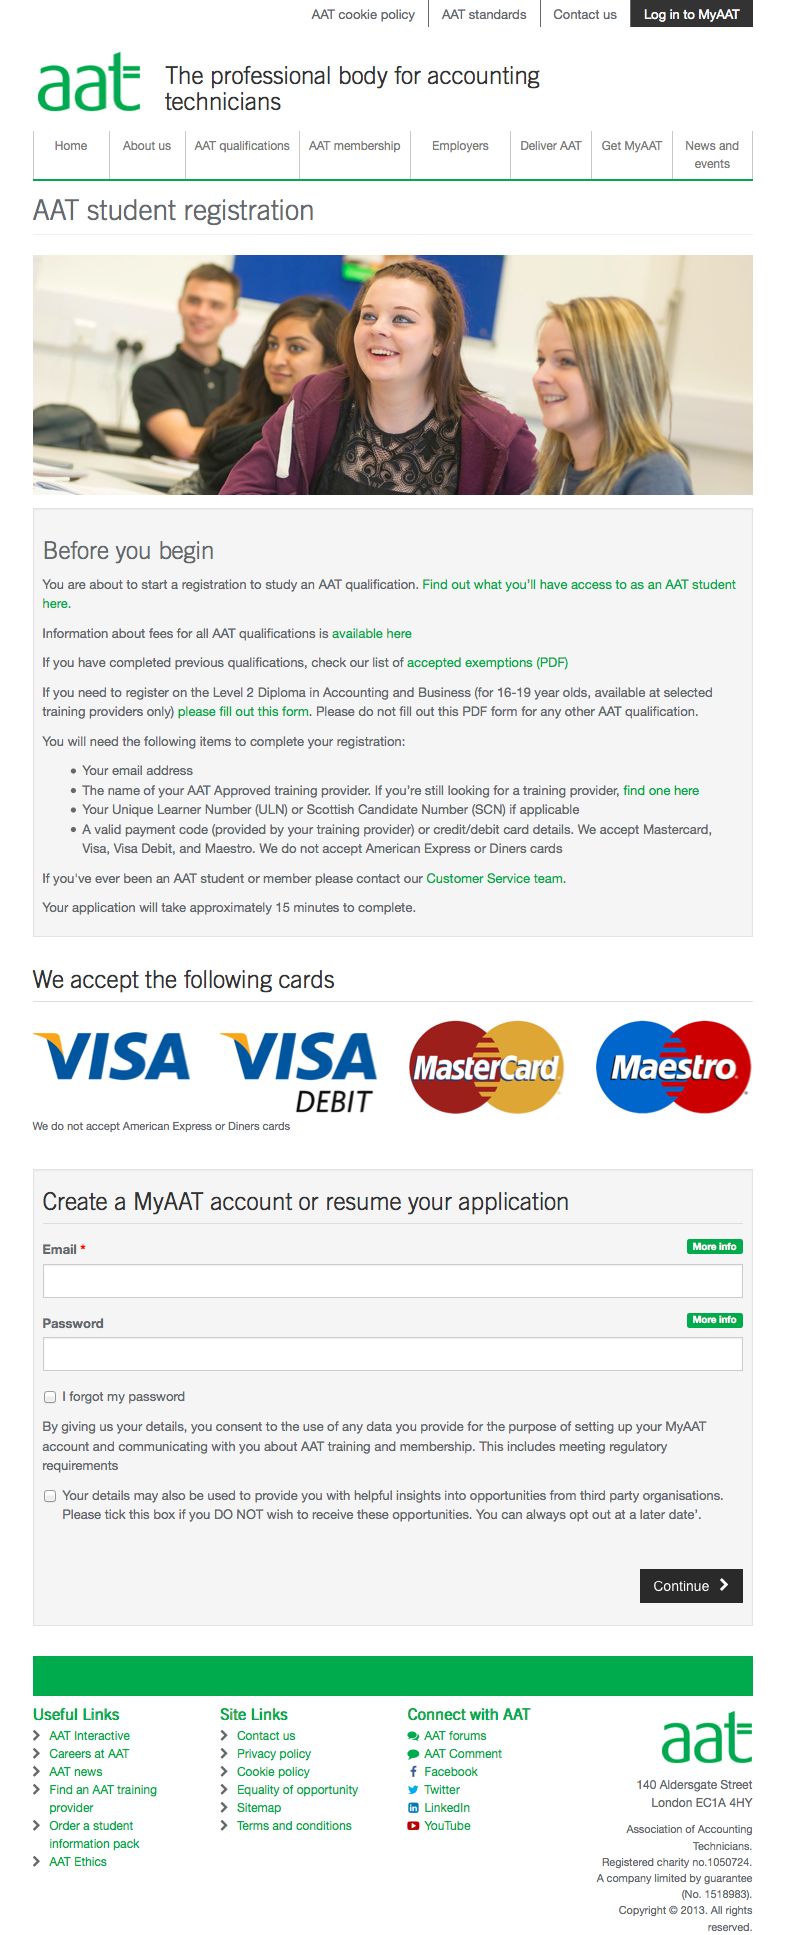 AAT cookie policy
AAT standards
Contact us
Log in to MyAAT
aat
The professional body for accounting
technicians
Home
About us
AAT qualifications
AAT membership
Employers
Deliver AAT
Get MyAAT
News and
events
AAT student registration
Before you begin
You are about to start a registration to study an AAT qualification. Find out what you'll have access to as an AAT student
here.
Information about fees for all AAT qualifications is available here
If you have completed previous qualifications, check our list of accepted exemptions (PDF)
If you need to register on the Level 2 Diploma in Accounting and Business (for 16-19 year olds, available at selected
training providers only) please fill out this form. Please do not fill out this PDF form for any other AAT qualification.
You will need the following items to complete your registration:
• Your email address
• The name of your AAT Approved training provider. If you're still looking for a training provider, find one here
• Your Unique Learner Number (ULN) or Scottish Candidate Number (SCN) if applicable
• A valid payment code (provided by your training provider) or credit/debit card details. We accept Mastercard,
Visa, Visa Debit, and Maestro. We do not accept American Express or Diners cards
If you've ever been an AAT student or member please contact our Customer Service team.
Your application will take approximately 15 minutes to complete.
We accept the following cards
VISA
VISA
DEBIT
MasterCard
Maestro
We do not accept American Express or Diners cards
Create a MyAAT account or resume your application
Email *
More info
Password
More info
I forgot my password
By giving us your details, you consent to the use of any data you provide for the purpose of setting up your MyAAT
account and communicating with you about AAT training and membership. This includes meeting regulatory
requirements
Your details may also be used to provide you with helpful insights into opportunities from third party organisations.
Please tick this box if you DO NOT wish to receive these opportunities. You can always opt out at a later date'.
Continue
Useful Links
AAT Interactive
Careers at AAT
AAT news
Find an AAT training
provider
Order a student
information pack
AAT Ethics
Site Links
Contact us
Privacy policy
Cookie policy
Equality of opportunity
Sitemap
Terms and conditions
Connect with AAT
AAT forums
AAT Comment
Facebook
Twitter
LinkedIn
YouTube
aat
140 Aldersgate Street
London EC1A 4HY
Association of Accounting
Technicians.
Registered charity no.1050724.
A company limited by guarantee
(No. 1518983).
Copyright © 2013. All rights
reserved.